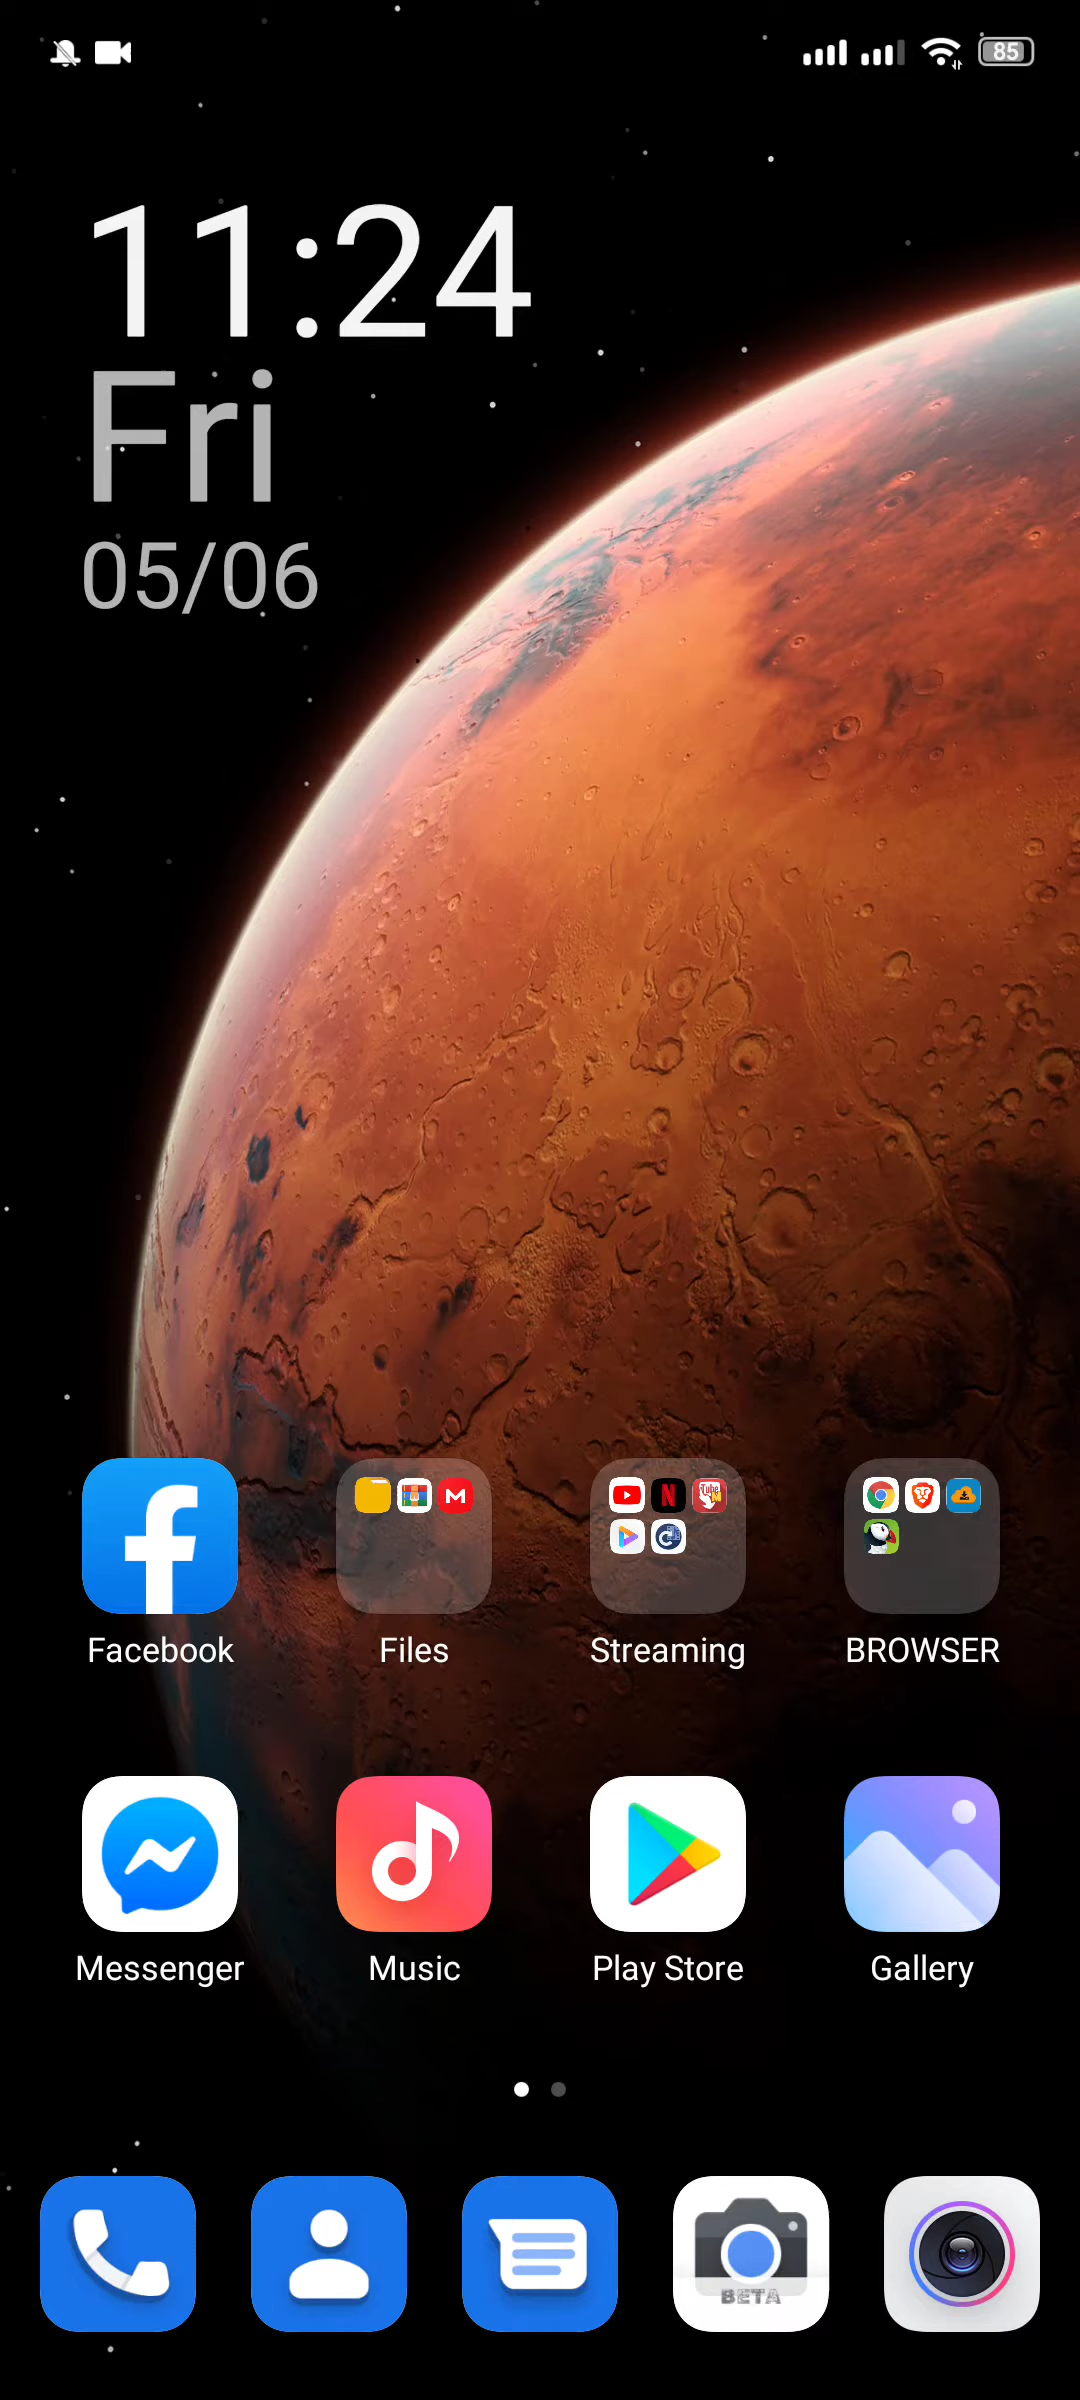 85
11:24
Fri
05/06
Facebook
Files
Streaming
BROWSER
Messenger
Music
Play Store
Gallery
BETA